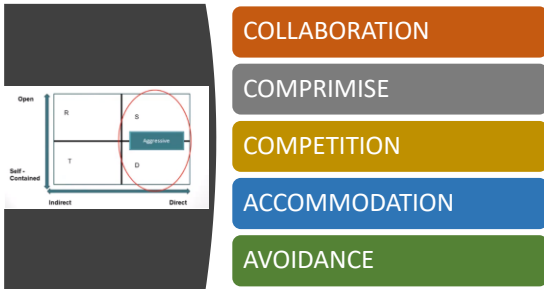 Open
R
S
Aggressive
T
D
Self -
Contained
Indirect
Direct
COLLABORATION
COMPRIMISE
COMPETITION
ACCOMMODATION
AVOIDANCE